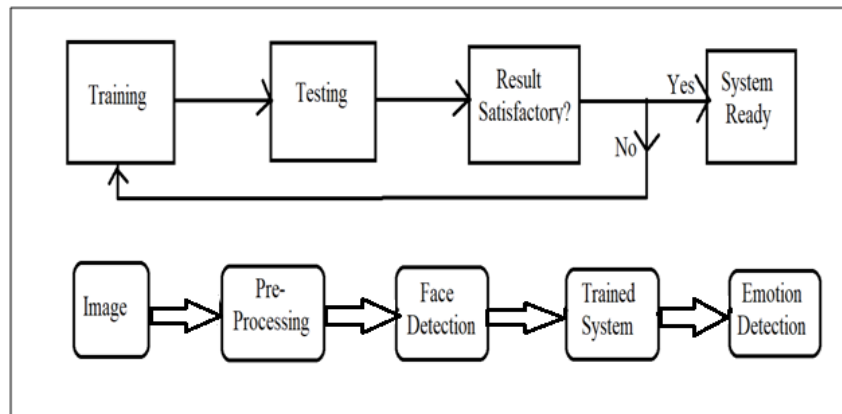 Training
Testing
Result
Satisfactory?
Yes
No
System
Ready
Image
Pre-
Processing
Face
Detection
Trained
System
Emotion
Detection